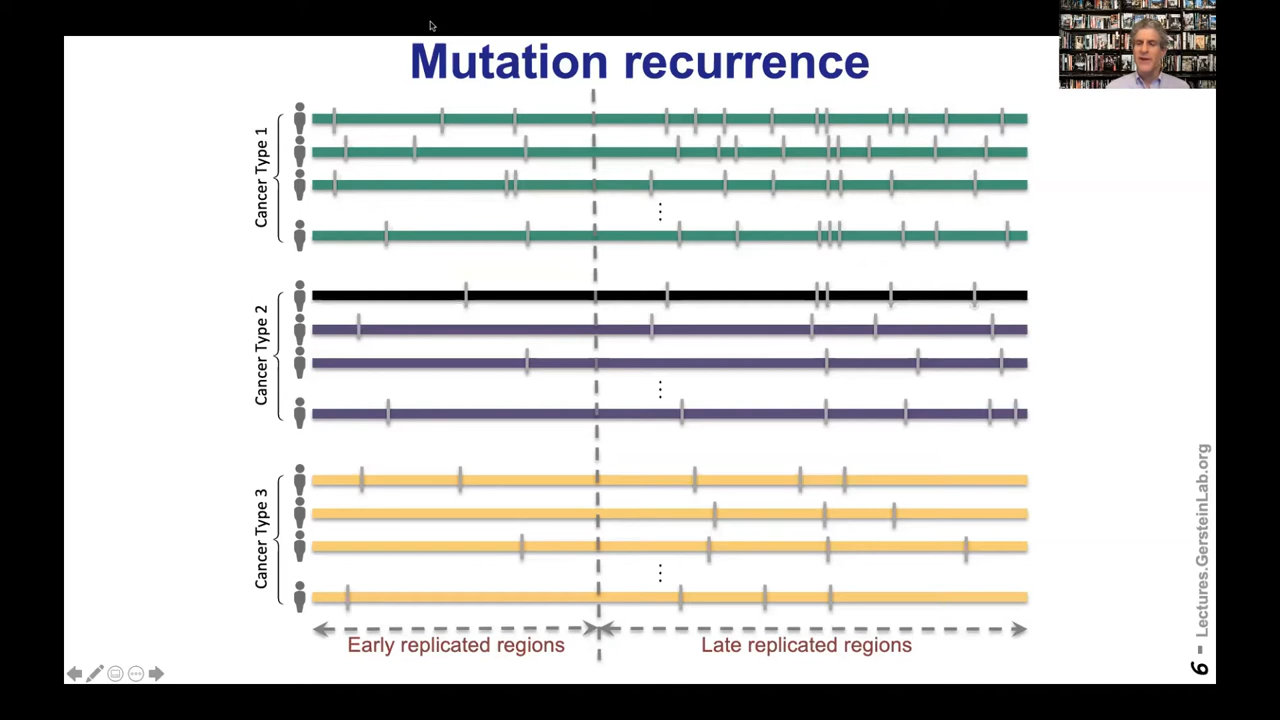 Mutation recurrence
Cancer Type 1
Cancer Type 2
Cancer Type 3
Early replicated regions
Late replicated regions
6 - Lectures.GersteinLab.org